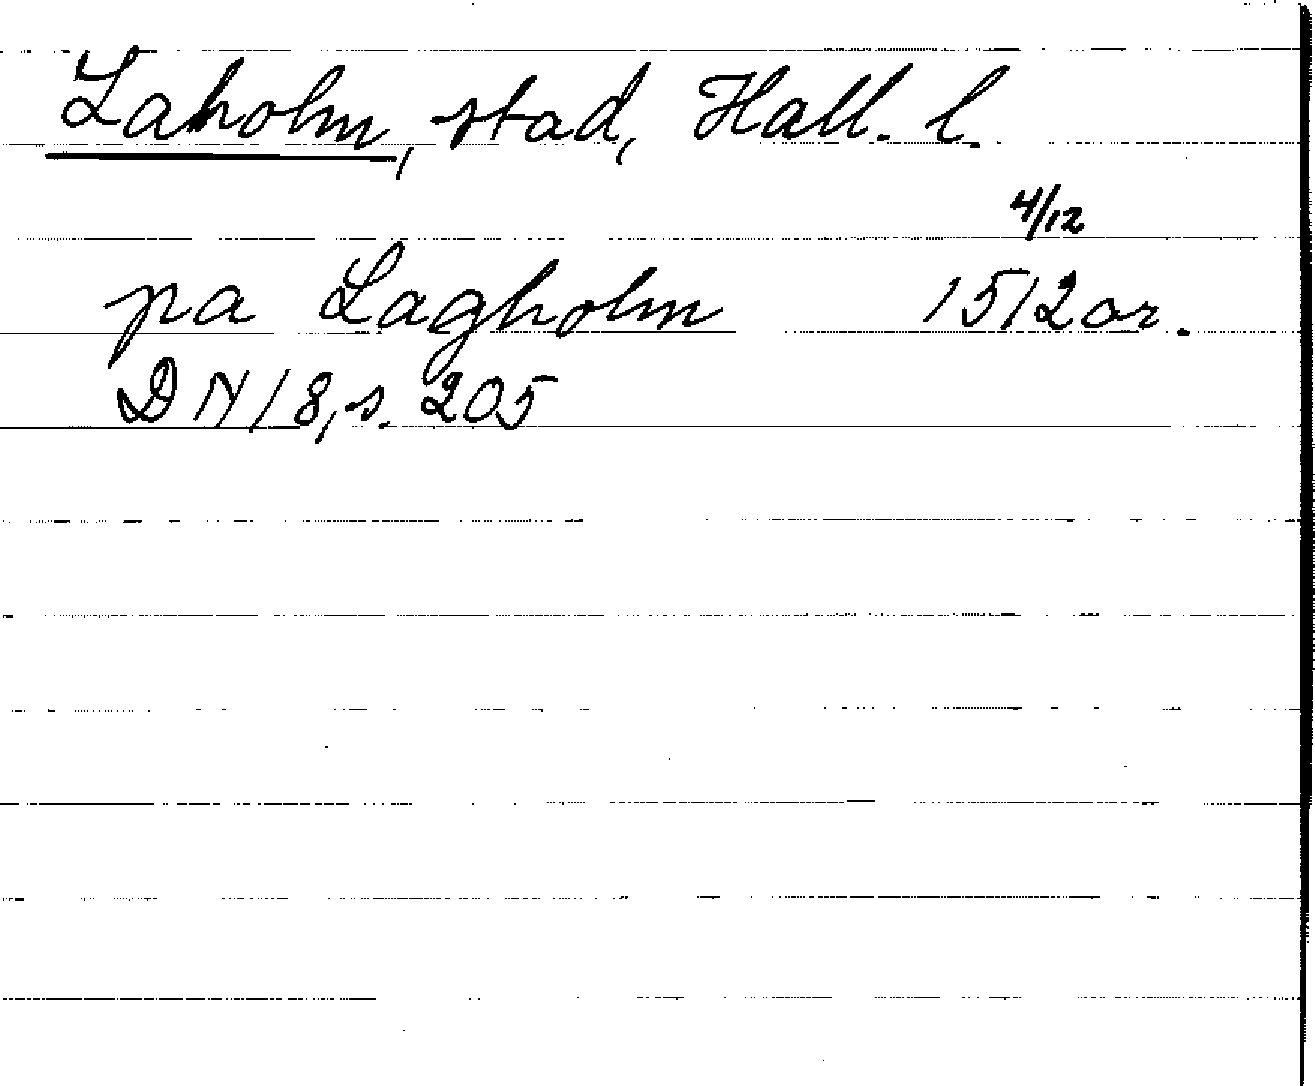 Laholm, stad, Hall. l.
4/12
pa Lagholm 1512 or.
DN 18, s. 205